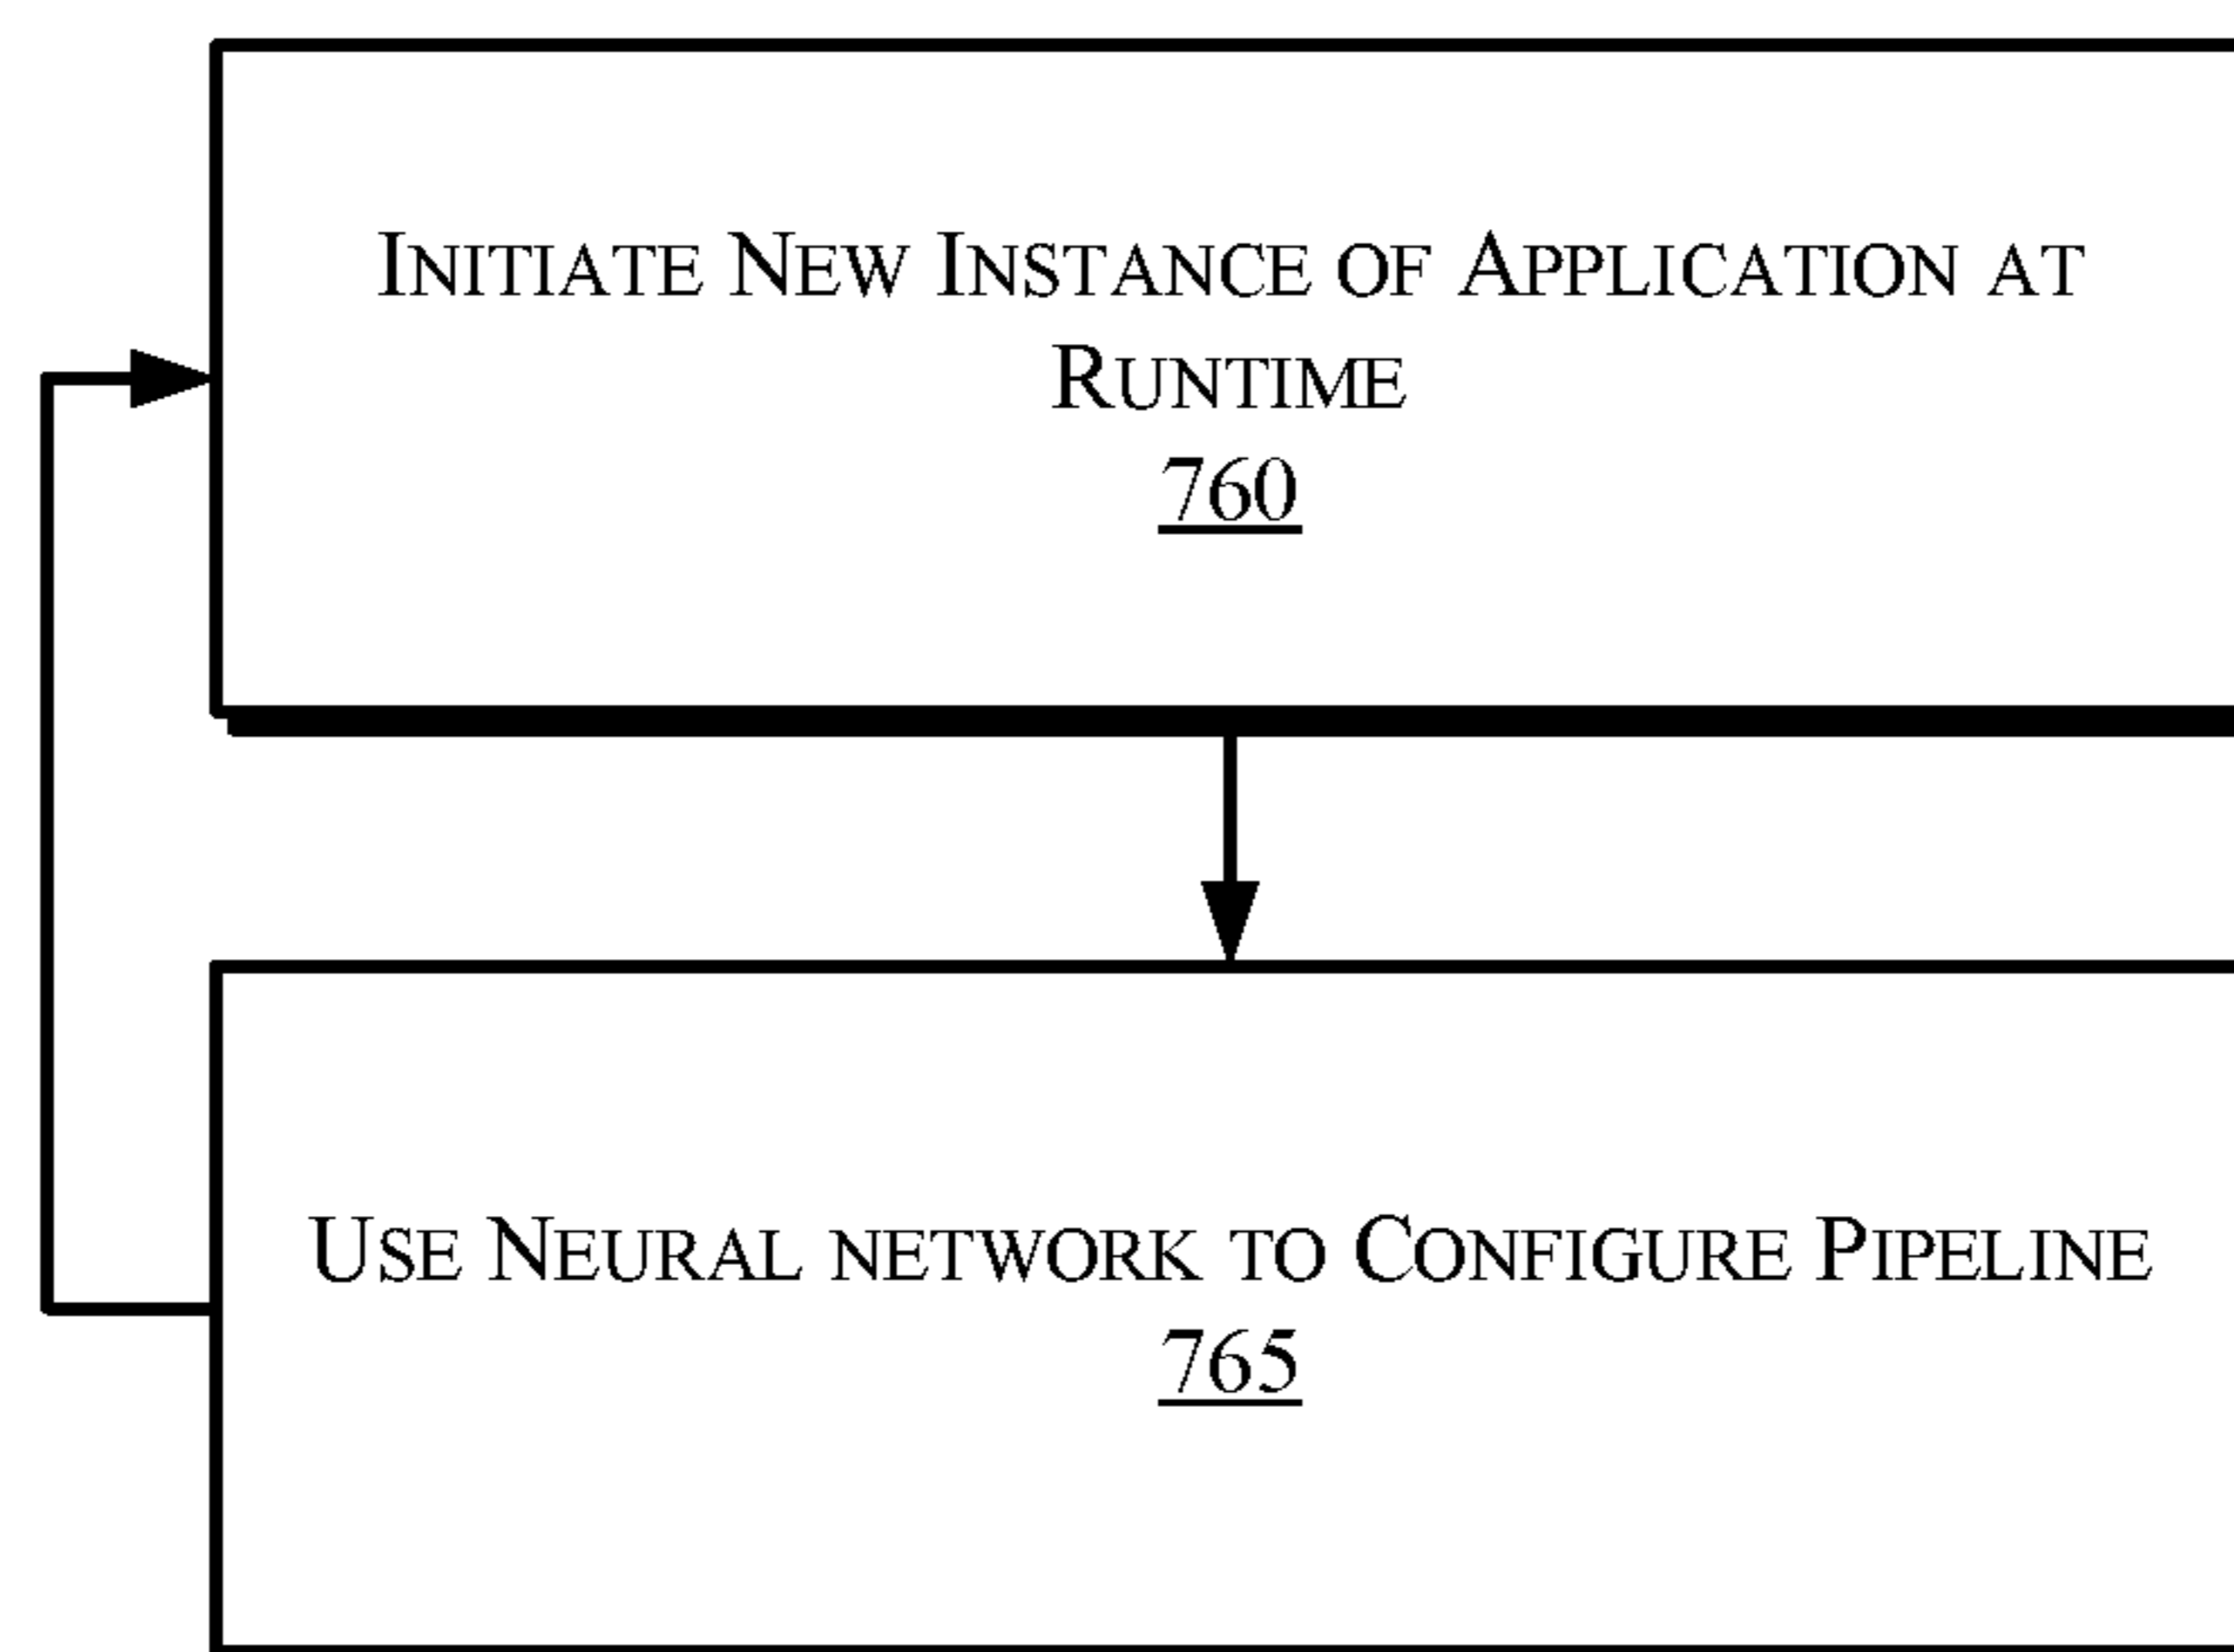 Initiate New Instance of Application at
Runtime
760
Use Neural network to Configure Pipeline
765